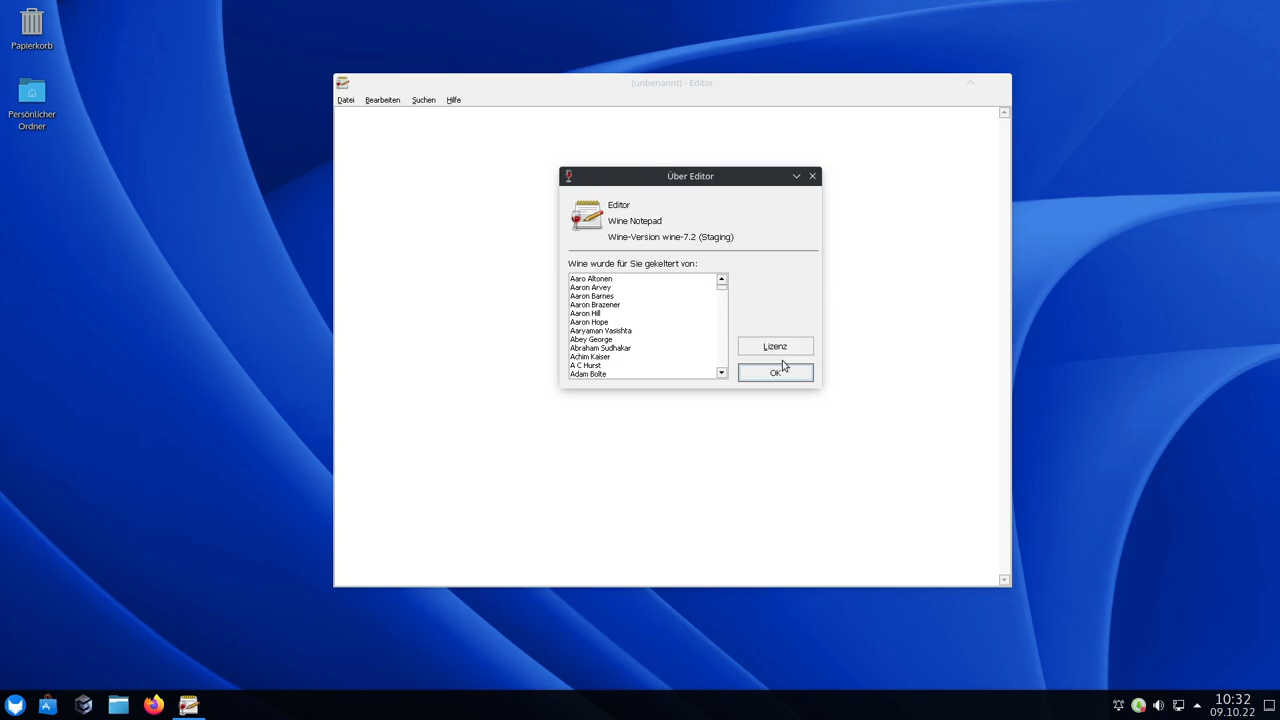 Papierkorb
Persönlicher
Ordner
(unbenannt) - Editor
Datei Bearbeiten Suchen Hilfe
Über Editor
Editor
Wine Notepad
Wine-Version wine-7.2 (Staging)
Wine wurde für Sie gekeltert von:
Aaro Altonen
Aaron Arvey
Aaron Barnes
Aaron Brazener
Aaron Hill
Aaron Hope
Aaryaman Vasishta
Abey George
Abraham Sudhakar
Achim Kaiser
A C Hurst
Adam Bolte
Lizenz
OK
10:32
09.10.22